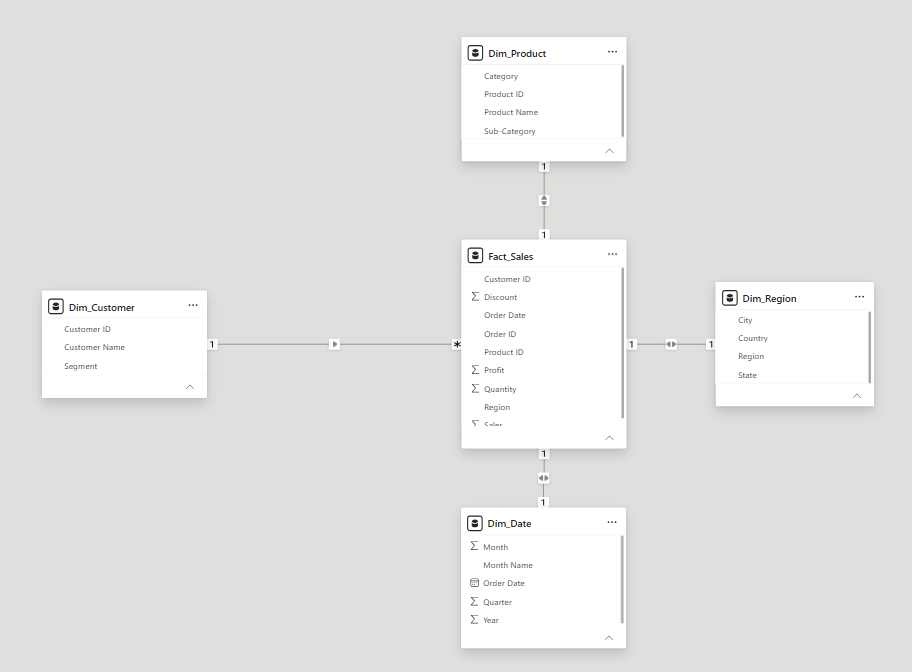 Dim_Product
Category
Product ID
Product Name
Sub-Category
1
1
Fact_Sales
Customer ID
Discount
Order Date
Order ID
Product ID
Profit
Quantity
Region
Sales
Dim_Customer
Customer ID
Customer Name
Segment
1
*
1
1
Dim_Region
City
Country
Region
State
1
1
Dim_Date
Month
Month Name
Order Date
Quarter
Year